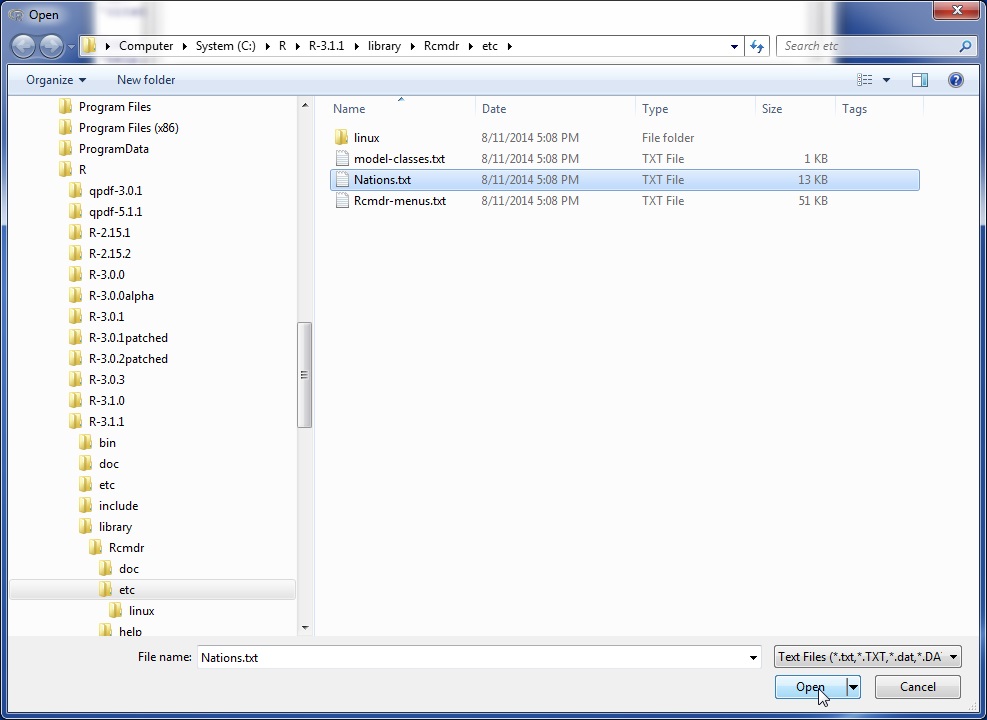 Open
Computer System (C:) R R-3.1.1 library Rcmdr etc
Search etc
Organize New folder
Program Files
Program Files (x86)
ProgramData
R
qpdf-3.0.1
qpdf-5.1.1
R-2.15.1
R-2.15.2
R-3.0.0
R-3.0.0alpha
R-3.0.1
R-3.0.1patched
R-3.0.2patched
R-3.0.3
R-3.1.0
R-3.1.1
bin
doc
etc
include
library
Rcmdr
doc
etc
linux
help
Name Date Type Size Tags
linux 8/11/2014 5:08 PM File folder
model-classes.txt 8/11/2014 5:08 PM TXT File 1 KB
Nations.txt 8/11/2014 5:08 PM TXT File 13 KB
Rcmdr-menus.txt 8/11/2014 5:08 PM TXT File 51 KB
File name: Nations.txt
Text Files (*.txt,*.TXT,*.dat,*.DA
Open Cancel